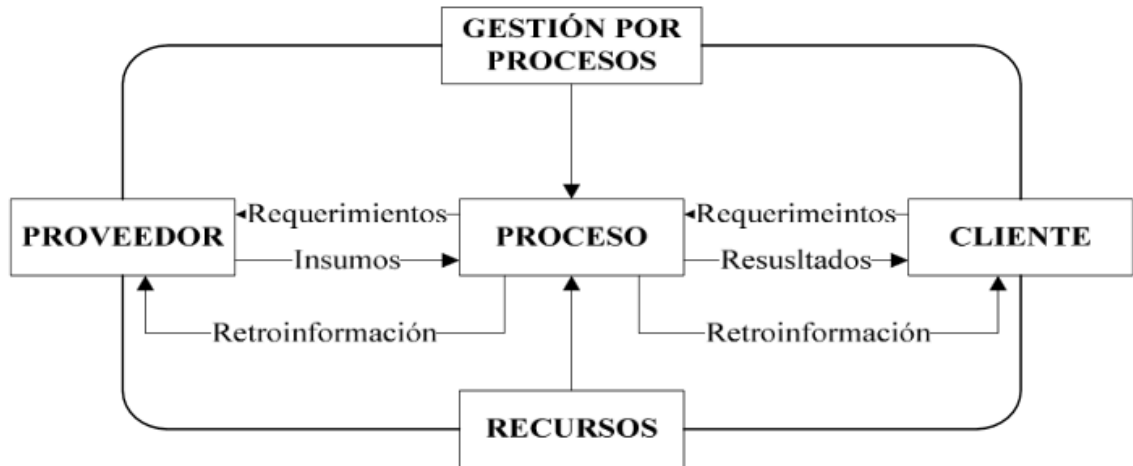 GESTIÓN POR
PROCESOS
Requerimientos
Requerimeintos
PROVEEDOR
PROCESO
CLIENTE
Insumos
Resusltados
Retroinformación
Retroinformación
RECURSOS